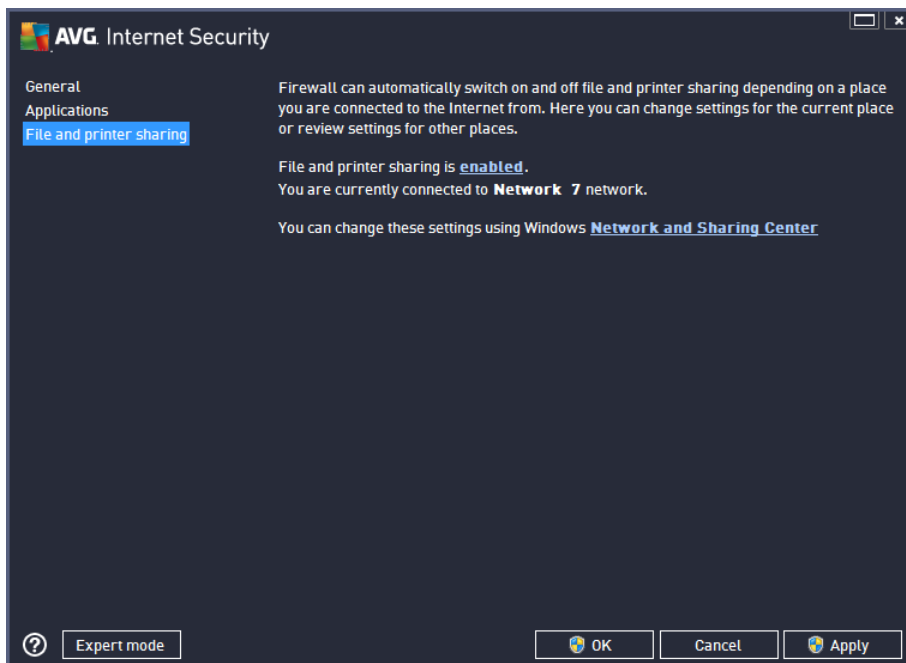 AVG. Internet Security
General
Applications
File and printer sharing
Firewall can automatically switch on and off file and printer sharing depending on a place
you are connected to the Internet from. Here you can change settings for the current place
or review settings for other places.
File and printer sharing is enabled.
You are currently connected to Network 7 network.
You can change these settings using Windows Network and Sharing Center
? Expert mode
OK
Cancel
Apply